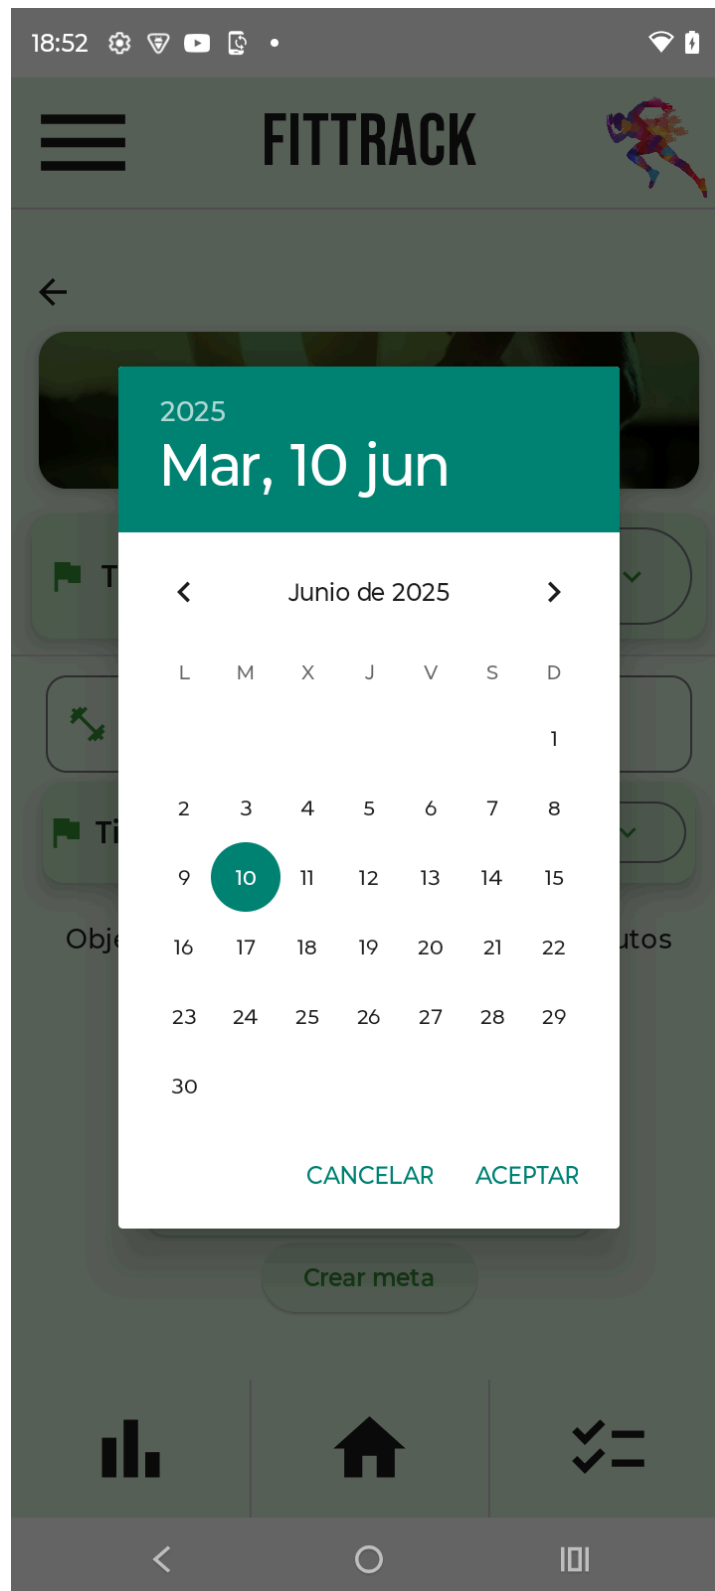 18:52
FITTRACK
2025
Mar, 10 jun
Junio de 2025
L M X J V S D
1
2 3 4 5 6 7 8
9 10 11 12 13 14 15
16 17 18 19 20 21 22
23 24 25 26 27 28 29
30
CANCELAR ACEPTAR
Crear meta